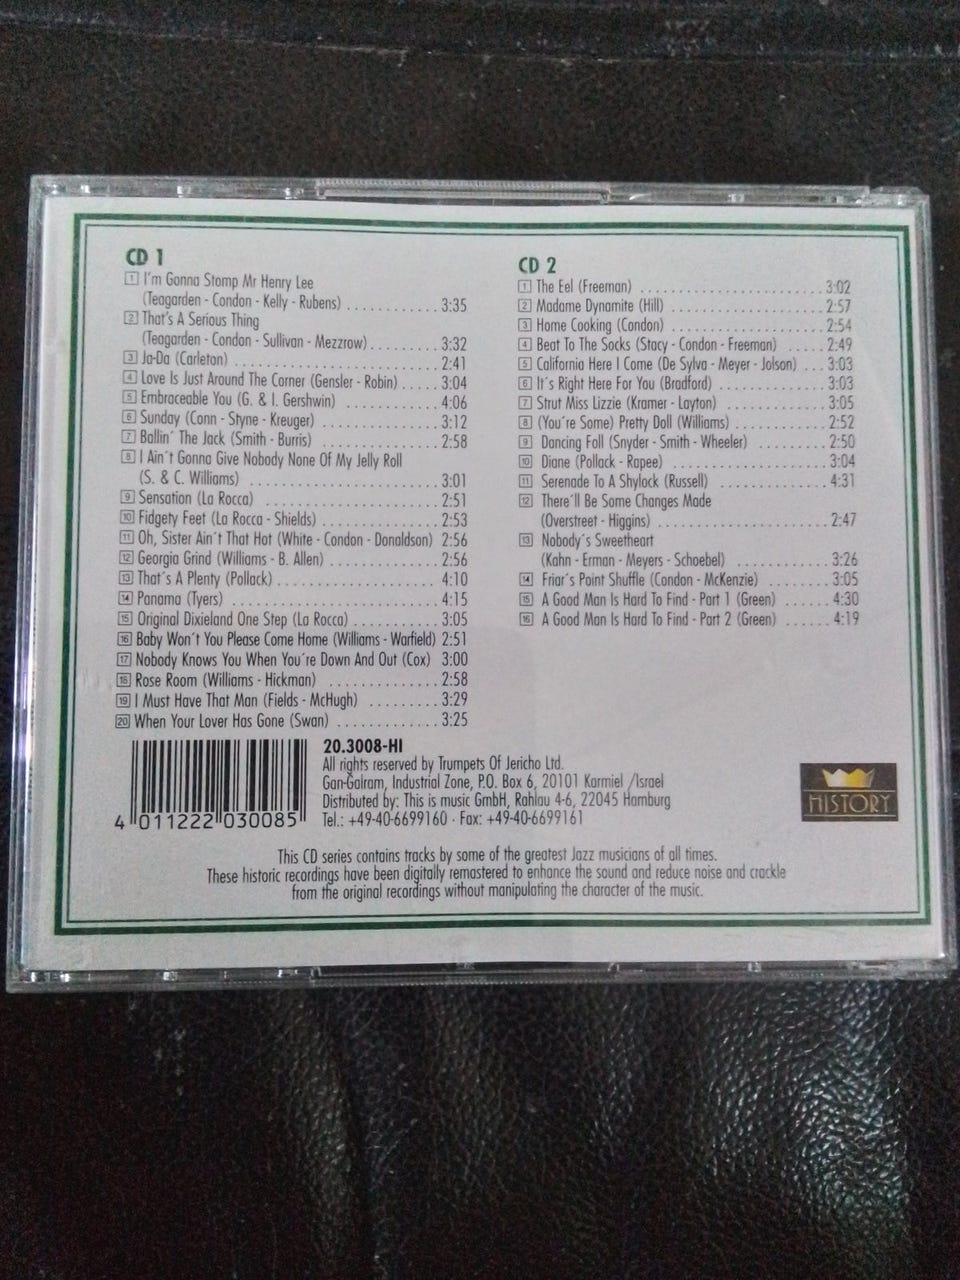 CD 1
1 I'm Gonna Stomp Mr Henry Lee
(Teagarden - Condon - Kelly - Rubens) . . . . . . . . . . . 3:35
2 That's A Serious Thing
(Teagarden - Condon - Sullivan - Mezzrow) . . . . . . . . 3:32
3 Ja-Da (Carleton) . . . . . . . . . . . . . . . . . . . . . . 2:41
4 Love Is Just Around The Corner (Gensler - Robin) . . . . 3:04
5 Embraceable You (G. & I. Gershwin) . . . . . . . . . . 4:06
6 Sunday (Conn - Styne - Kreuger) . . . . . . . . . . . . 3:12
7 Ballin´ The Jack (Smith - Burris) . . . . . . . . . . . . . 2:58
8 I Ain´t Gonna Give Nobody None Of My Jelly Roll
(S. & C. Williams) . . . . . . . . . . . . . . . . . . . . . 3:01
9 Sensation (La Rocca) . . . . . . . . . . . . . . . . . . . 2:51
10 Fidgety Feet (La Rocca - Shields) . . . . . . . . . . . . 2:53
11 Oh, Sister Ain´t That Hot (White - Condon - Donaldson) 2:56
12 Georgia Grind (Williams - B. Allen) . . . . . . . . . . . 2:56
13 That´s A Plenty (Pollack) . . . . . . . . . . . . . . . . . 4:10
14 Panama (Tyers) . . . . . . . . . . . . . . . . . . . . . . 4:15
15 Original Dixieland One Step (La Rocca) . . . . . . . . 3:05
16 Baby Won´t You Please Come Home (Williams - Warfield) 2:51
17 Nobody Knows You When You´re Down And Out (Cox) 3:00
18 Rose Room (Williams - Hickman) . . . . . . . . . . . . 2:58
19 I Must Have That Man (Fields - McHugh) . . . . . . . . . 3:29
20 When Your Lover Has Gone (Swan) . . . . . . . . . . . 3:25
CD 2
1 The Eel (Freeman) . . . . . . . . . . . . . . . . . . . . 3:02
2 Madame Dynamite (Hill) . . . . . . . . . . . . . . . . . 2:57
3 Home Cooking (Condon) . . . . . . . . . . . . . . . . . 2:54
4 Beat To The Socks (Stacy - Condon - Freeman) . . . . . 2:49
5 California Here I Come (De Sylva - Meyer - Jolson) . . . 3:03
6 It´s Right Here For You (Bradford) . . . . . . . . . . . . 3:03
7 Strut Miss Lizzie (Kramer - Layton) . . . . . . . . . . . 3:05
8 (You´re Some) Pretty Doll (Williams) . . . . . . . . . . 2:52
9 Dancing Foll (Snyder - Smith - Wheeler) . . . . . . . . 2:50
10 Diane (Pollack - Rapee) . . . . . . . . . . . . . . . . . 3:04
11 Serenade To A Shylock (Russell) . . . . . . . . . . . . . 4:31
12 There´ll Be Some Changes Made
(Overstreet - Higgins) . . . . . . . . . . . . . . . . . . . 2:47
13 Nobody´s Sweetheart
(Kahn - Erman - Meyers - Schoebel) . . . . . . . . . . 3:26
14 Friar´s Point Shuffle (Condon - McKenzie) . . . . . . . 3:05
15 A Good Man Is Hard To Find - Part 1 (Green) . . . . . . 4:30
16 A Good Man Is Hard To Find - Part 2 (Green) . . . . . . 4:19
4 011222 030085
20.3008-HI
All rights reserved by Trumpets Of Jericho Ltd.
Gan-Galram, Industrial Zone, P.O. Box 6, 20101 Karmiel /Israel
Distributed by: This is music GmbH, Rahlau 4-6, 22045 Hamburg
Tel.: +49-40-6699160 · Fax: +49-40-6699161
HISTORY
This CD series contains tracks by some of the greatest Jazz musicians of all times.
These historic recordings have been digitally remastered to enhance the sound and reduce noise and crackle
from the original recordings without manipulating the character of the music.